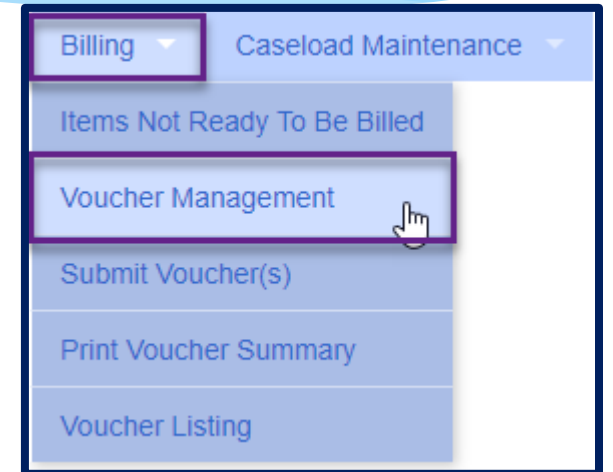 Billing Caseload Maintenance
Items Not Ready To Be Billed
Voucher Management
Submit Voucher(s)
Print Voucher Summary
Voucher Listing